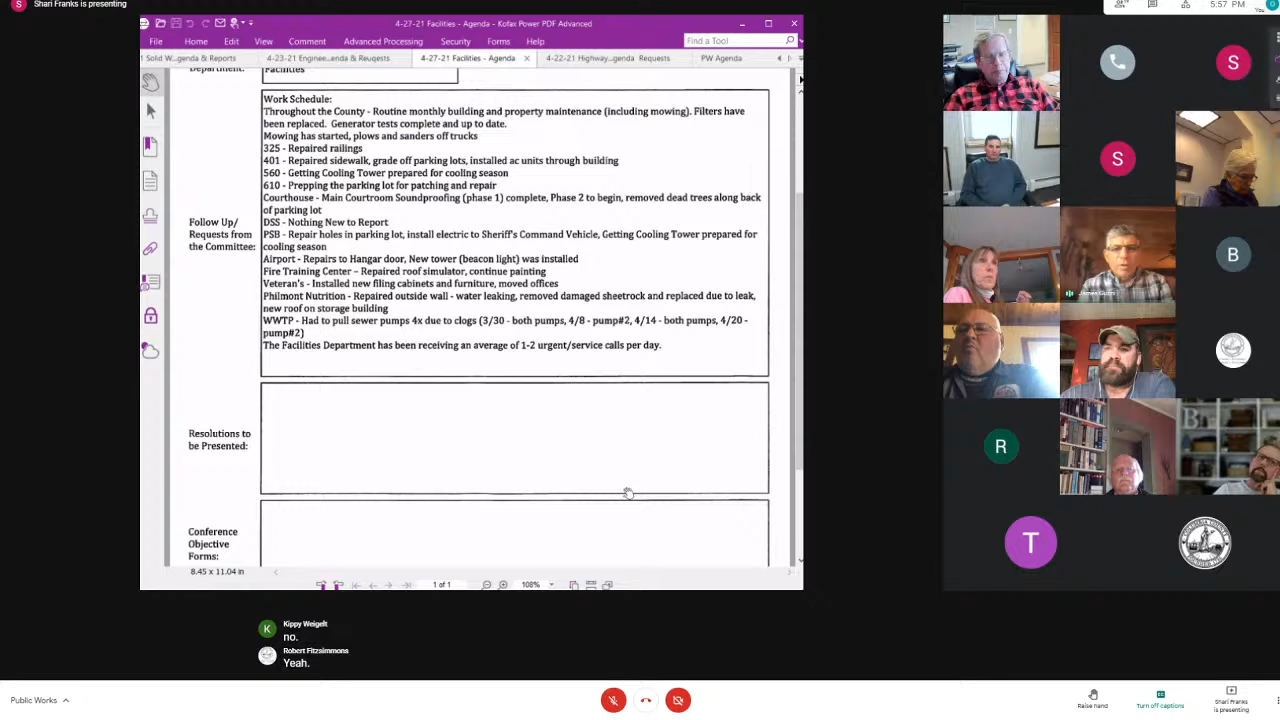 Shari Franks is presenting
5:57 PM
You
4-27-21 Facilities - Agenda - Kofax Power PDF Advanced
File Home Edit View Comment Advanced Processing Security Forms Help
Find a Tool
1 Solid W...genda & Reports
4-23-21 Enginee...enda & Reuqests
4-27-21 Facilities - Agenda
4-22-21 Highway...genda Requests
PW Agenda
Department:
Facilities
Work Schedule:
Throughout the County - Routine monthly building and property maintenance (including mowing). Filters have
been replaced. Generator tests complete and up to date.
Mowing has started, plows and sanders off trucks
325 - Repaired railings
401 - Repaired sidewalk, grade off parking lots, installed ac units through building
560 - Getting Cooling Tower prepared for cooling season
610 - Prepping the parking lot for patching and repair
Courthouse - Main Courtroom Soundproofing (phase 1) complete, Phase 2 to begin, removed dead trees along back
of parking lot
Follow Up/
Requests from
the Committee:
DSS - Nothing New to Report
PSB - Repair holes in parking lot, install electric to Sheriff's Command Vehicle, Getting Cooling Tower prepared for
cooling season
Airport - Repairs to Hangar door, New tower (beacon light) was installed
Fire Training Center – Repaired roof simulator, continue painting
Veteran's - Installed new filing cabinets and furniture, moved offices
Philmont Nutrition - Repaired outside wall - water leaking, removed damaged sheetrock and replaced due to leak,
new roof on storage building
WWTP - Had to pull sewer pumps 4x due to clogs (3/30 - both pumps, 4/8 - pump#2, 4/14 - both pumps, 4/20 -
pump#2)
The Facilities Department has been receiving an average of 1-2 urgent/service calls per day.
Resolutions to
be Presented:
Conference
Objective
Forms:
8.45 x 11.04 in
1 of 1
108%
S
S
B
James Guzzi
R
T
K
Kippy Weigelt
no.
Robert Fitzsimmons
Yeah.
Public Works
Raise hand
Turn off captions
Shari Franks
is presenting